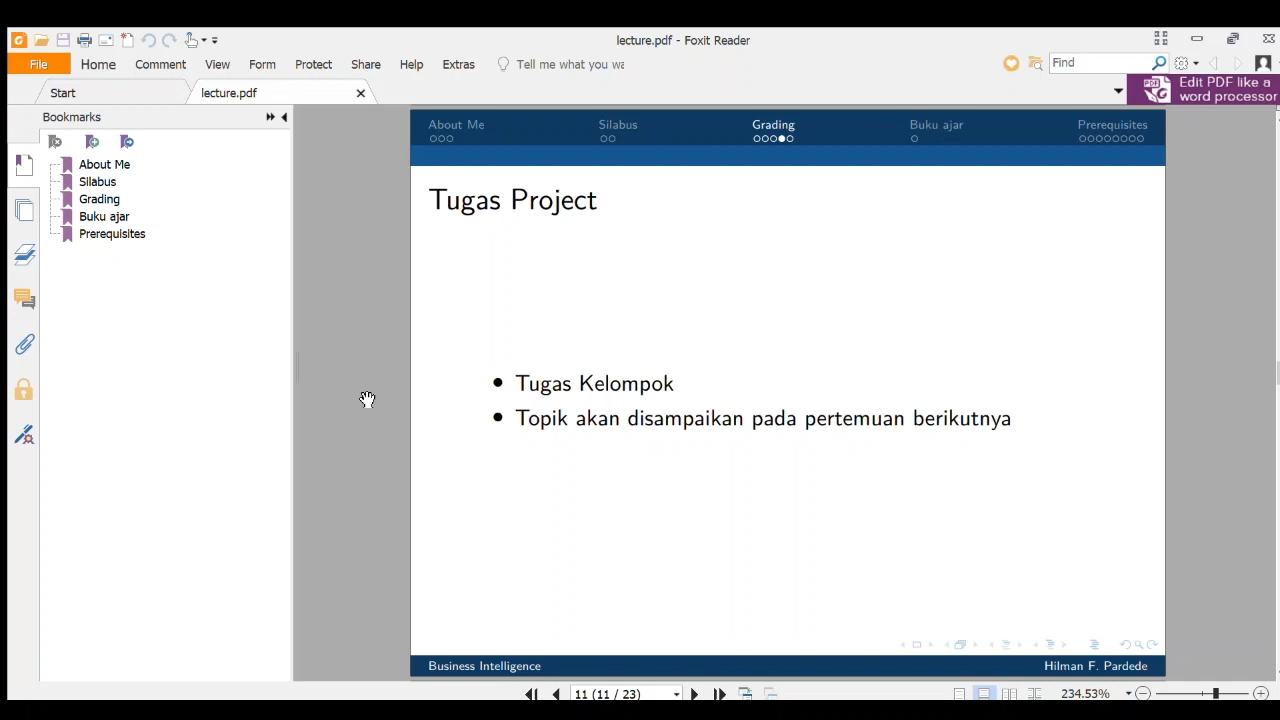 lecture.pdf - Foxit Reader
File Home Comment View Form Protect Share Help Extras Tell me what you wa Find
Start lecture.pdf
Edit PDF like a
word processor
Bookmarks
About Me
Silabus
Grading
Buku ajar
Prerequisites
About Me Silabus Grading Buku ajar Prerequisites
Tugas Project
• Tugas Kelompok
• Topik akan disampaikan pada pertemuan berikutnya
Business Intelligence Hilman F. Pardede
11 (11 / 23) 234.53%